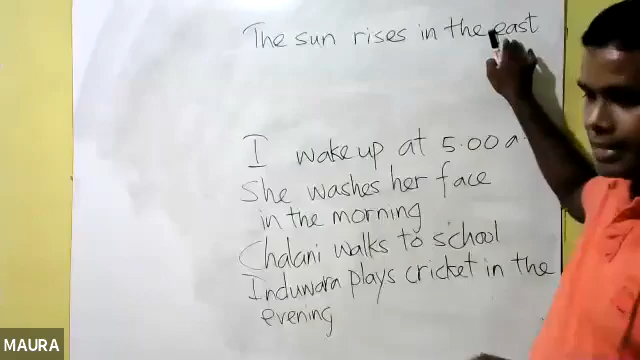 The sun rises in the east
I wake up at 5.00 a.
She washes her face
in the morning
Chalani walks to school
Induwara plays cricket in the
evening
MAURA